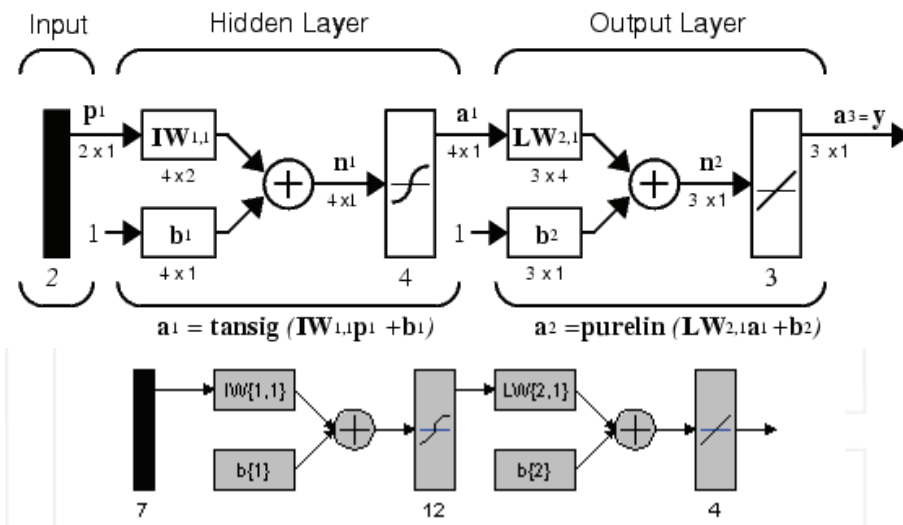 Input Hidden Layer Output Layer
p1 a1 a3 = y
IW1,1 LW2,1
2 x 1 n1 4x1 n2 3 x 1
4 x 2 4 x1 3 x 4 3 x 1
1 b1 1 b2
2 4 x 1 4 3 x 1 3
a1 = tansig (IW1,1p1 +b1) a2 =purelin (LW2,1a1 +b2)
IW{1,1} LW{2,1}
b{1} b{2}
7 12 4